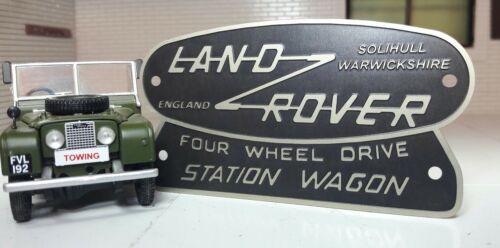 LAND
ROVER
SOLIHULL
WARWICKSHIRE
ENGLAND
FOUR WHEEL DRIVE
STATION WAGON
FVL
192
TOWING